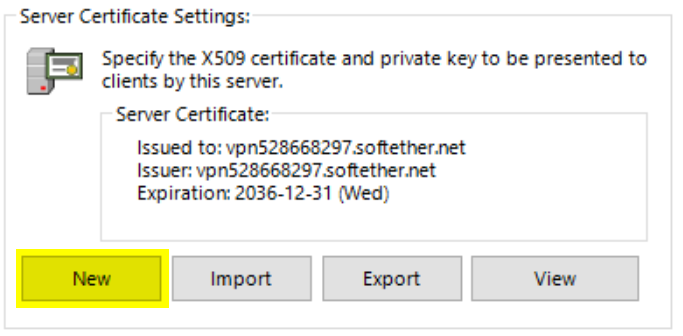 Server Certificate Settings:
Specify the X509 certificate and private key to be presented to
clients by this server.
Server Certificate:
Issued to: vpn528668297.softether.net
Issuer: vpn528668297.softether.net
Expiration: 2036-12-31 (Wed)
New Import Export View